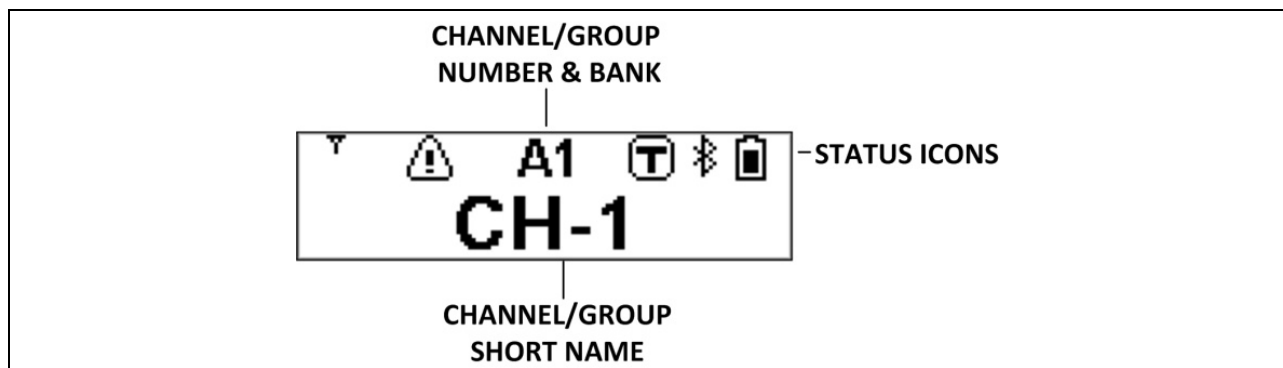 CHANNEL/GROUP
NUMBER & BANK
A1 T
STATUS ICONS
CH-1
CHANNEL/GROUP
SHORT NAME